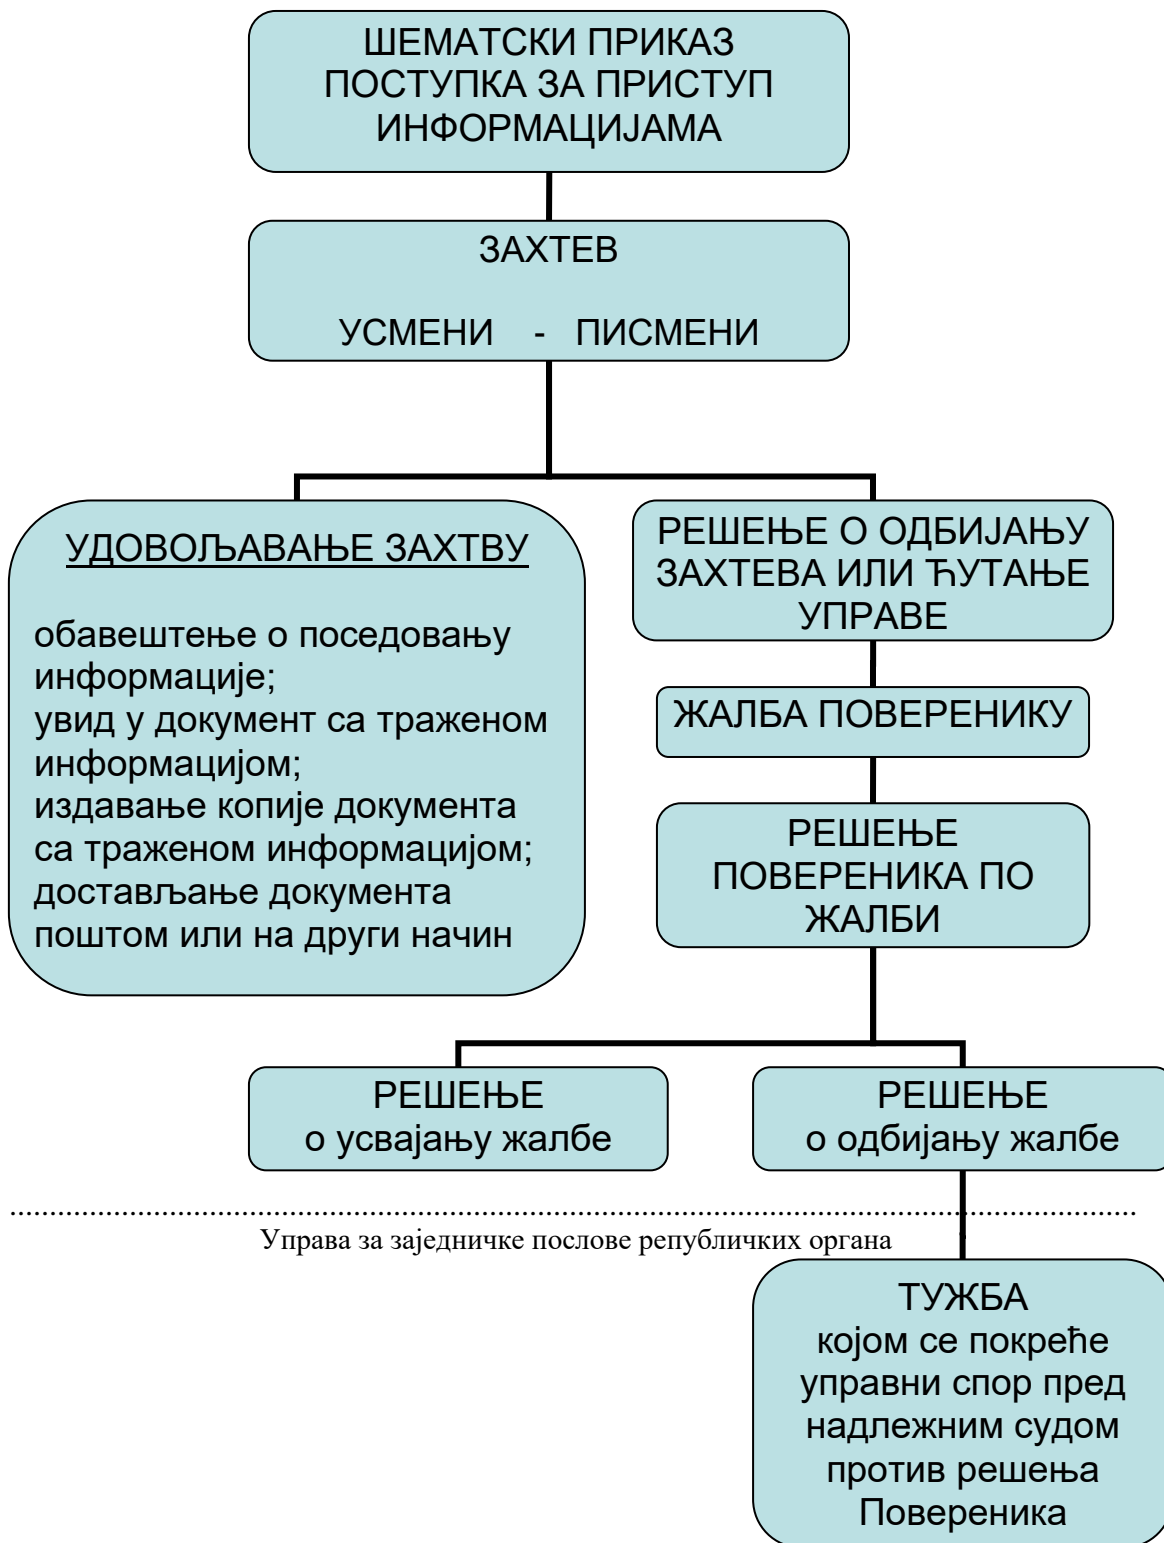 ШЕМАТСКИ ПРИКАЗ
ПОСТУПКА ЗА ПРИСТУП
ИНФОРМАЦИЈАМА
ЗАХТЕВ
УСМЕНИ - ПИСМЕНИ
УДОВОЉАВАЊЕ ЗАХТВУ
обавештење о поседовању
информације;
увид у документ са траженом
информацијом;
издавање копије документа
са траженом информацијом;
достављање документа
поштом или на други начин
РЕШЕЊЕ О ОДБИЈАЊУ
ЗАХТЕВА ИЛИ ЋУТАЊЕ
УПРАВЕ
ЖАЛБА ПОВЕРЕНИКУ
РЕШЕЊЕ
ПОВЕРЕНИКА ПО
ЖАЛБИ
РЕШЕЊЕ
о усвајању жалбе
РЕШЕЊЕ
о одбијању жалбе
Управа за заједничке послове републичких органа
ТУЖБА
којом се покреће
управни спор пред
надлежним судом
против решења
Повереника